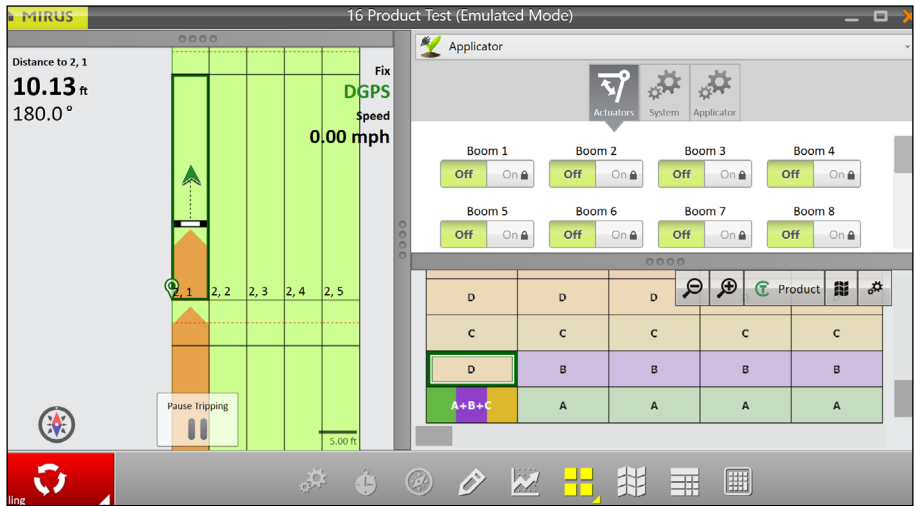 MIRUS
16 Product Test (Emulated Mode)
Distance to 2, 1
10.13 ft
180.0°
Fix
DGPS
Speed
0.00 mph
2, 1
2, 2
2, 3
2, 4
2, 5
Pause Tripping
5.00 ft
Applicator
Actuators
System
Applicator
Boom 1
Boom 2
Boom 3
Boom 4
Off On
Off On
Off On
Off On
Boom 5
Boom 6
Boom 7
Boom 8
Off On
Off On
Off On
Off On
Product
D D D
C C C C C
D B B B B
A+B+C A A A A
ling